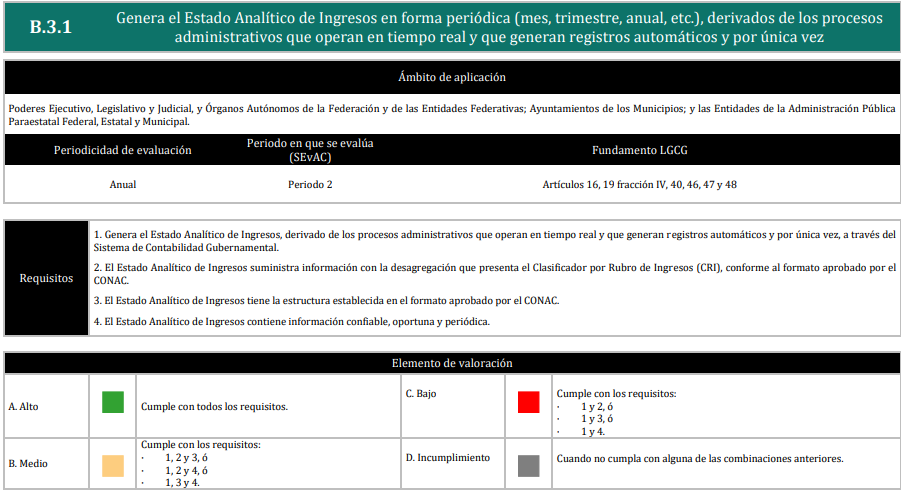 B.3.1
Genera el Estado Analítico de Ingresos en forma periódica (mes, trimestre, anual, etc.), derivados de los procesos
administrativos que operan en tiempo real y que generan registros automáticos y por única vez
Ámbito de aplicación
Poderes Ejecutivo, Legislativo y Judicial, y Órganos Autónomos de la Federación y de las Entidades Federativas; Ayuntamientos de los Municipios; y las Entidades de la Administración Pública
Paraestatal Federal, Estatal y Municipal.
Periodicidad de evaluación
Periodo en que se evalúa
(SEvAC)
Fundamento LGCG
Anual
Periodo 2
Artículos 16, 19 fracción IV, 40, 46, 47 y 48
Requisitos
1. Genera el Estado Analítico de Ingresos, derivado de los procesos administrativos que operan en tiempo real y que generan registros automáticos y por única vez, a través del
Sistema de Contabilidad Gubernamental.
2. El Estado Analítico de Ingresos suministra información con la desagregación que presenta el Clasificador por Rubro de Ingresos (CRI), conforme al formato aprobado por el
CONAC.
3. El Estado Analítico de Ingresos tiene la estructura establecida en el formato aprobado por el CONAC.
4. El Estado Analítico de Ingresos contiene información confiable, oportuna y periódica.
Elemento de valoración
A. Alto
Cumple con todos los requisitos.
C. Bajo
Cumple con los requisitos:
· 1 y 2, ó
· 1 y 3, ó
· 1 y 4.
B. Medio
Cumple con los requisitos:
· 1, 2 y 3, ó
· 1, 2 y 4, ó
· 1, 3 y 4.
D. Incumplimiento
Cuando no cumpla con alguna de las combinaciones anteriores.